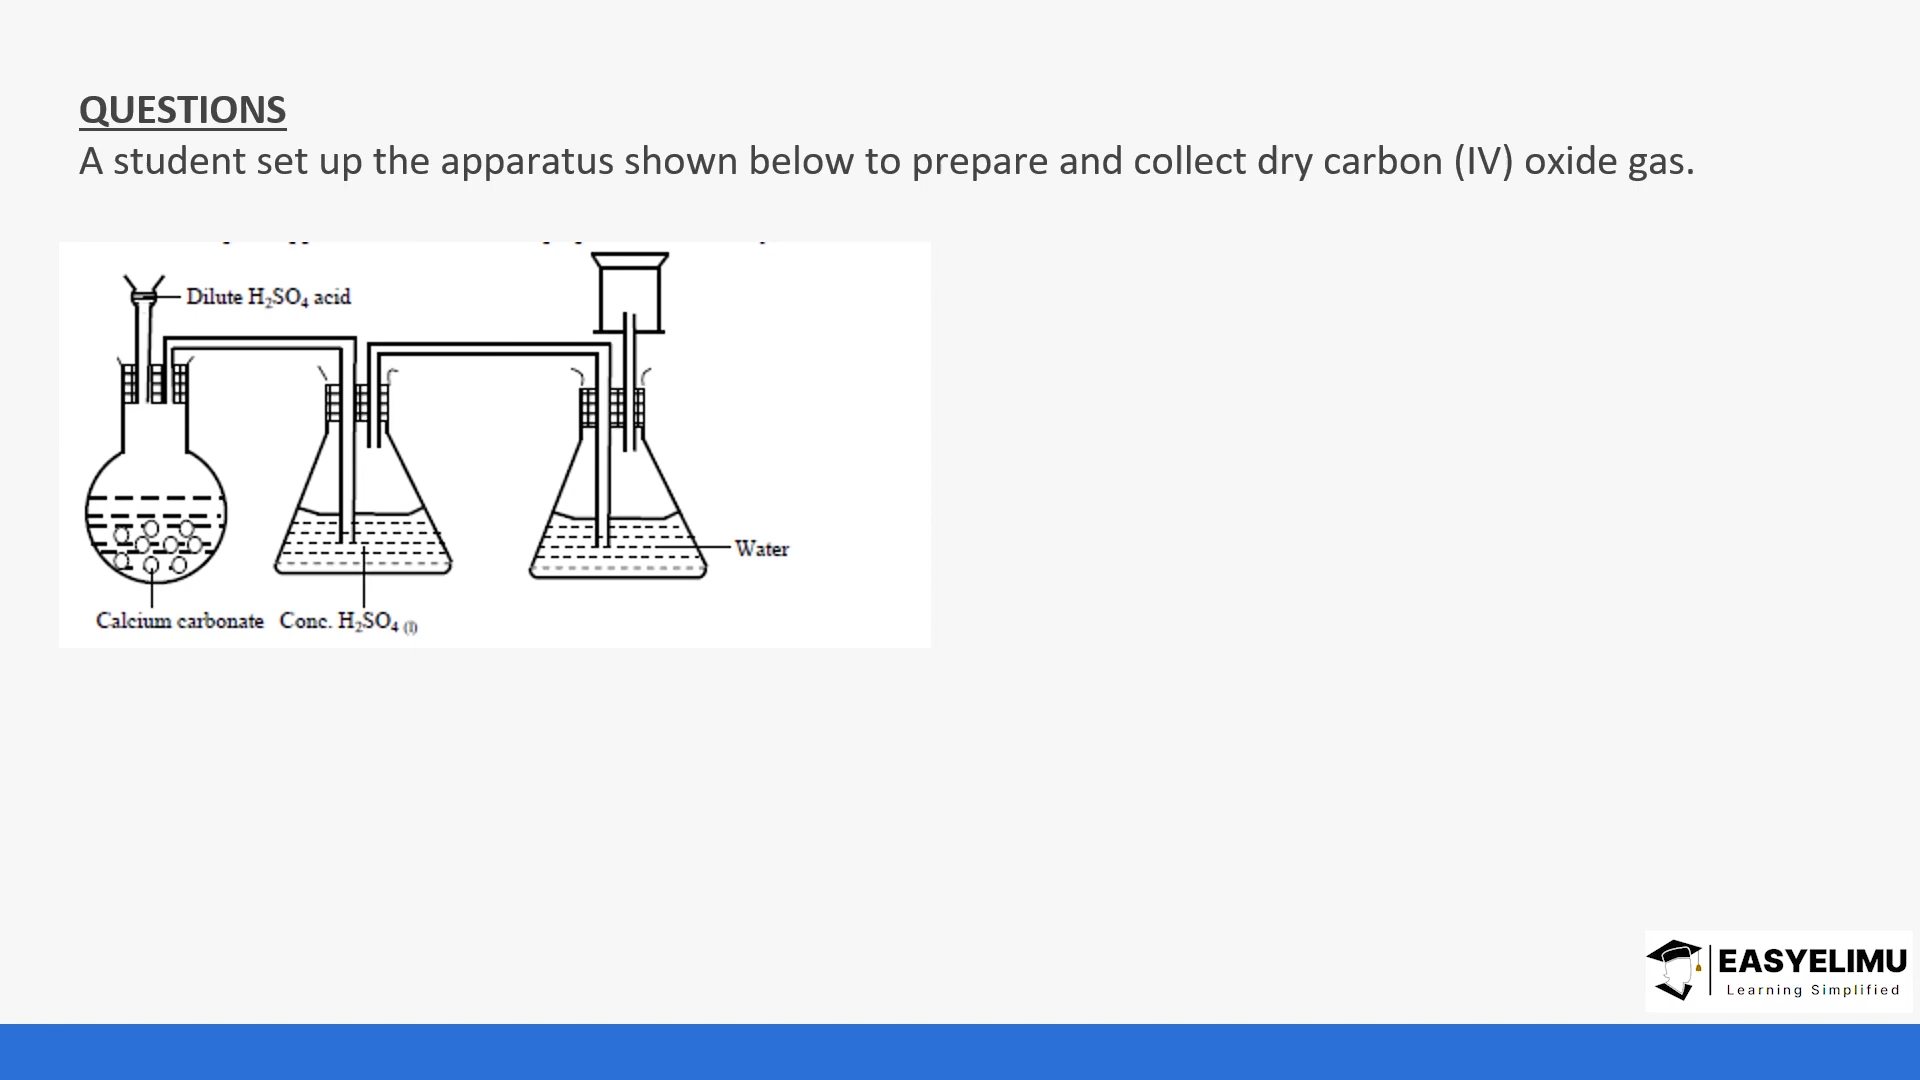 QUESTIONS
A student set up the apparatus shown below to prepare and collect dry carbon (IV) oxide gas.
Dilute H₂SO₄ acid
Water
Calcium carbonate Conc. H₂SO₄ (l)
EASYELIMU
Learning Simplified